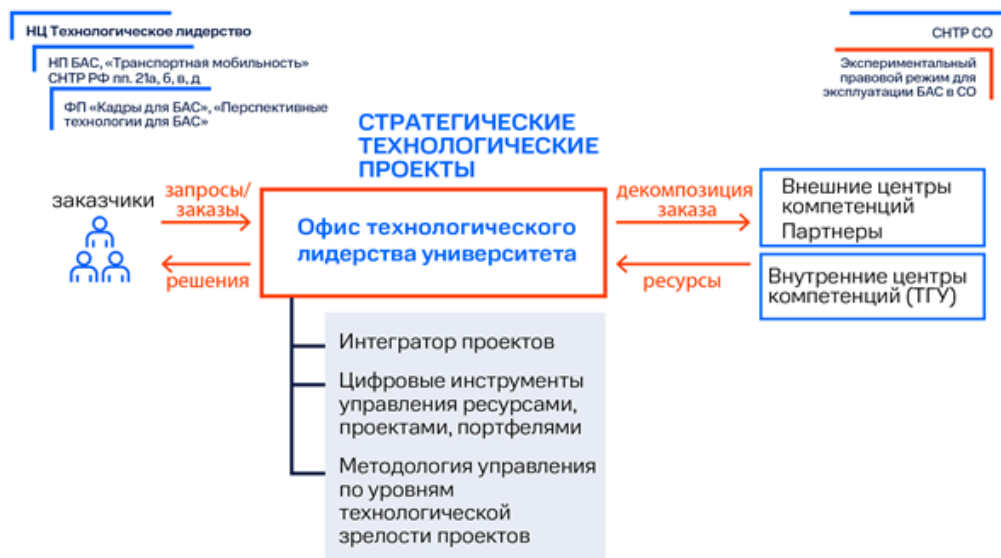 НЦ Технологическое лидерство
НП БАС, «Транспортная мобильность»
СНТР РФ пп. 21а, б, в, д
ФП «Кадры для БАС», «Перспективные
технологии для БАС»
СНТР СО
Экспериментальный
правовой режим для
эксплуатации БАС в СО
СТРАТЕГИЧЕСКИЕ
ТЕХНОЛОГИЧЕСКИЕ
ПРОЕКТЫ
заказчики
запросы/
заказы
решения
Офис технологического
лидерства университета
декомпозиция
заказа
ресурсы
Внешние центры
компетенций
Партнеры
Внутренние центры
компетенций (ТГУ)
Интегратор проектов
Цифровые инструменты
управления ресурсами,
проектами, портфелями
Методология управления
по уровням
технологической
зрелости проектов